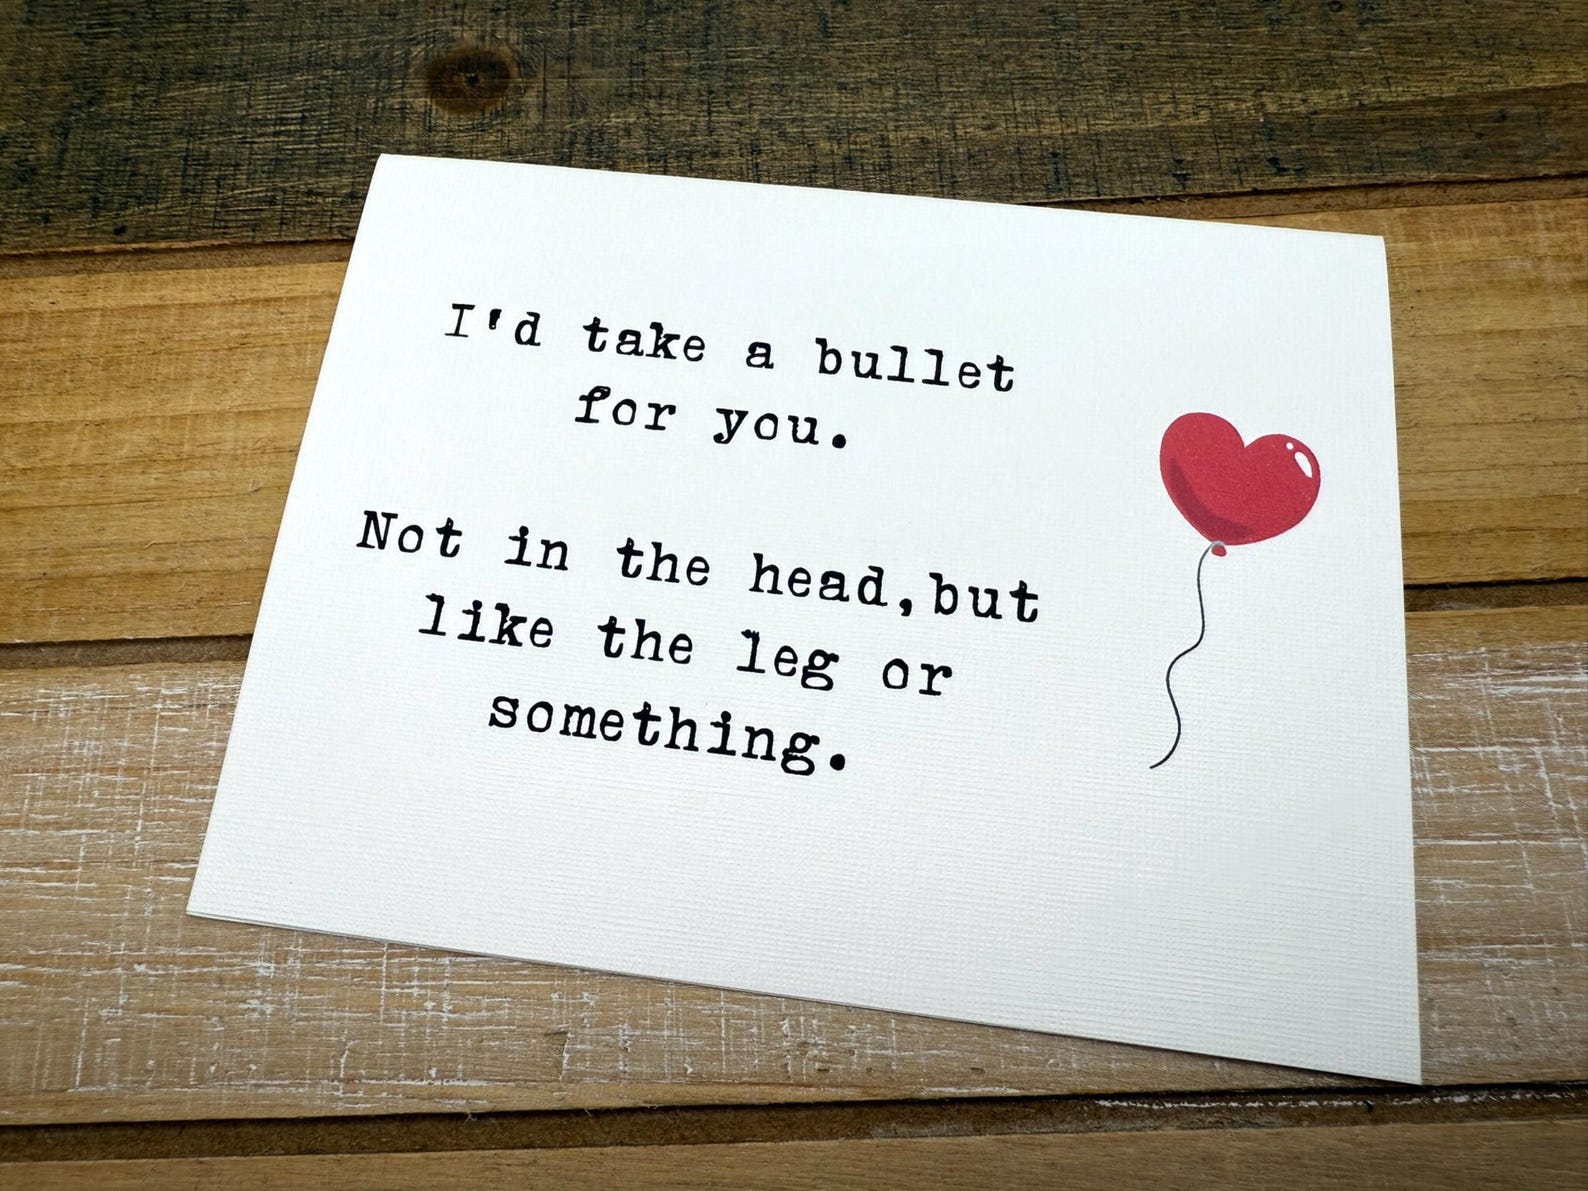 I'd take a bullet
for you.
Not in the head,but
like the leg or
something.